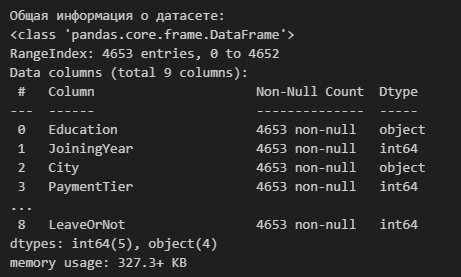 Общая информация о датасете:
<class 'pandas.core.frame.DataFrame'>
RangeIndex: 4653 entries, 0 to 4652
Data columns (total 9 columns):
 #   Column                     Non-Null Count  Dtype
---  ------                     --------------  -----
 0   Education                  4653 non-null   object
 1   JoiningYear                4653 non-null   int64
 2   City                       4653 non-null   object
 3   PaymentTier                4653 non-null   int64
...
 8   LeaveOrNot                 4653 non-null   int64
dtypes: int64(5), object(4)
memory usage: 327.3+ KB